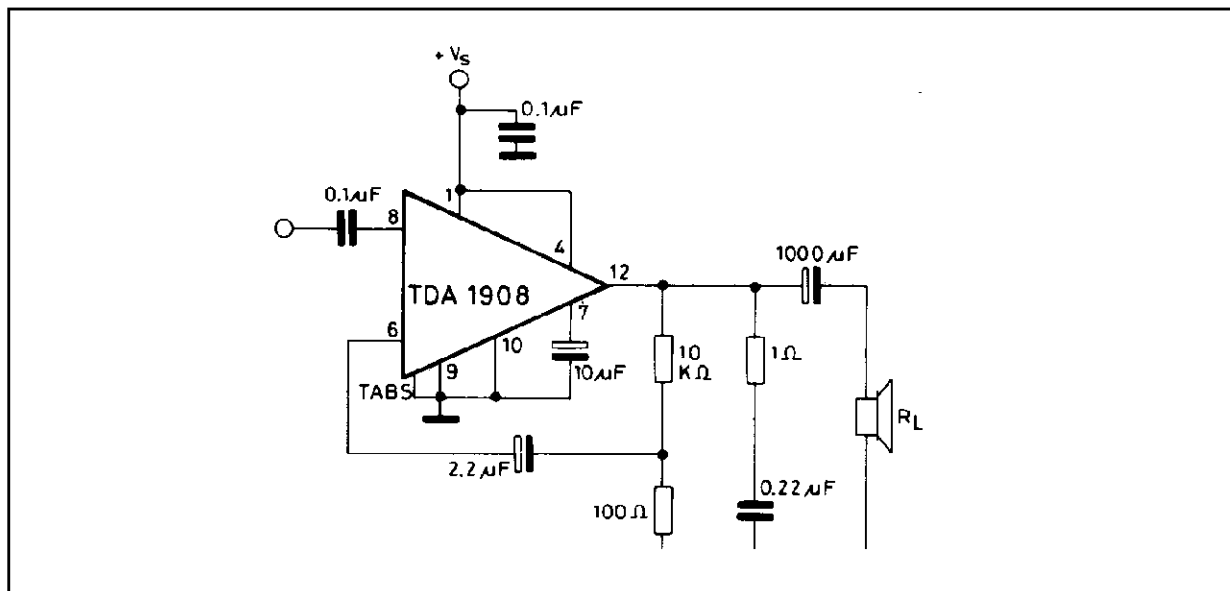 + Vs
0.1µF
0.1µF
1
8
4
1000µF
12
TDA 1908
7
6
10
10
KΩ
1Ω
9
10µF
TABS
RL
2.2µF
0.22µF
100Ω